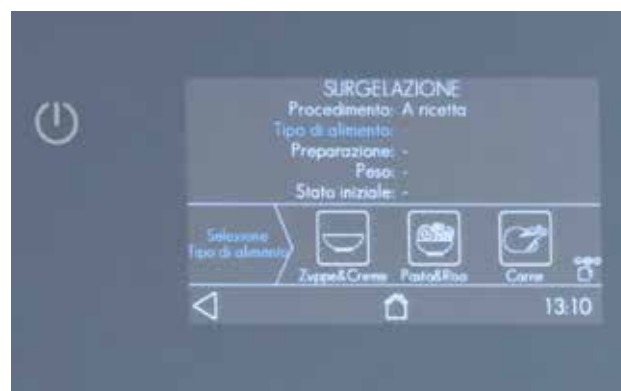 SURGELAZIONE
Procedimento: A ricetta
Tipo di alimento: -
Preparazione: -
Peso: -
Stato iniziale: -
Selezione
Tipo di alimento
Zuppe&Creme
Pasta&Riso
Carne
13:10